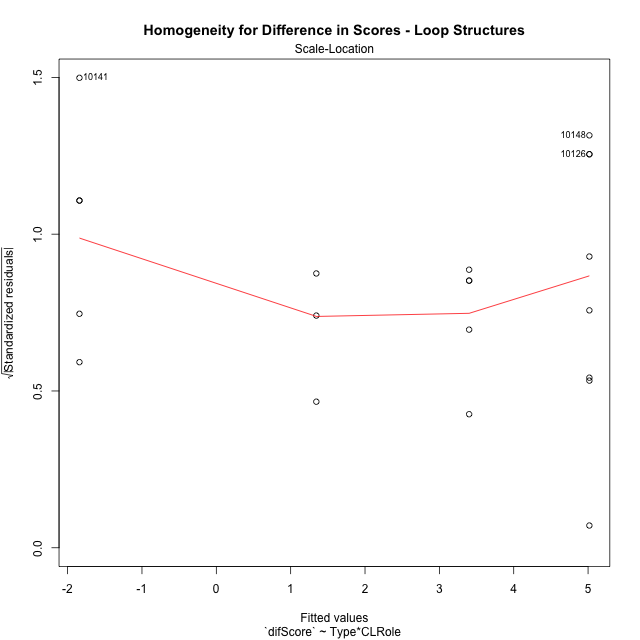 Homogeneity for Difference in Scores - Loop Structures
Scale-Location
1.5
1.0
0.5
0.0
√|Standardized residuals|
10141
10148
10126
-2 -1 0 1 2 3 4 5
Fitted values
`difScore` ~ Type*CLRole